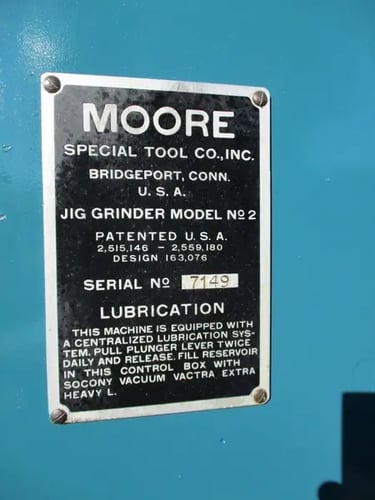 MOORE
SPECIAL TOOL CO., INC.
BRIDGEPORT, CONN.
U. S. A.
JIG GRINDER MODEL Nº 2
PATENTED U. S. A.
2,515,146 – 2,559,180
DESIGN 163,076
SERIAL Nº 7149
LUBRICATION
THIS MACHINE IS EQUIPPED WITH
A CENTRALIZED LUBRICATION SYS-
TEM. PULL PLUNGER LEVER TWICE
DAILY AND RELEASE. FILL RESERVOIR
IN THIS CONTROL BOX WITH
SOCONY VACUUM VACTRA EXTRA
HEAVY L.